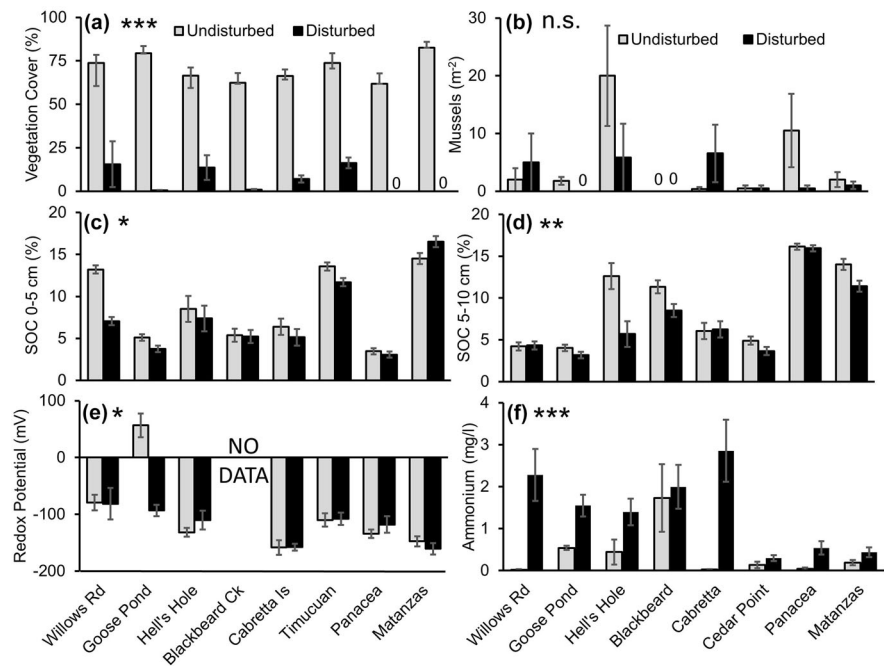 (a) *** Undisturbed Disturbed
Vegetation Cover (%)
100
75
50
25
0
0 0
(b) n.s.
Undisturbed Disturbed
Mussels (m-2)
30
20
10
0
0 0 0
(c) *
SOC 0-5 cm (%)
20
15
10
5
0
(d) **
SOC 5-10 cm (%)
20
15
10
5
0
(e) *
Redox Potential (mV)
100
0
-100
-200
NO
DATA
Willows Rd
Goose Pond
Hell's Hole
Blackbeard Ck
Cabretta Is
Timucuan
Panacea
Matanzas
(f) ***
Ammonium (mg/l)
4
3
2
1
0
Willows Rd
Goose Pond
Hell's Hole
Blackbeard
Cabretta
Cedar Point
Panacea
Matanzas